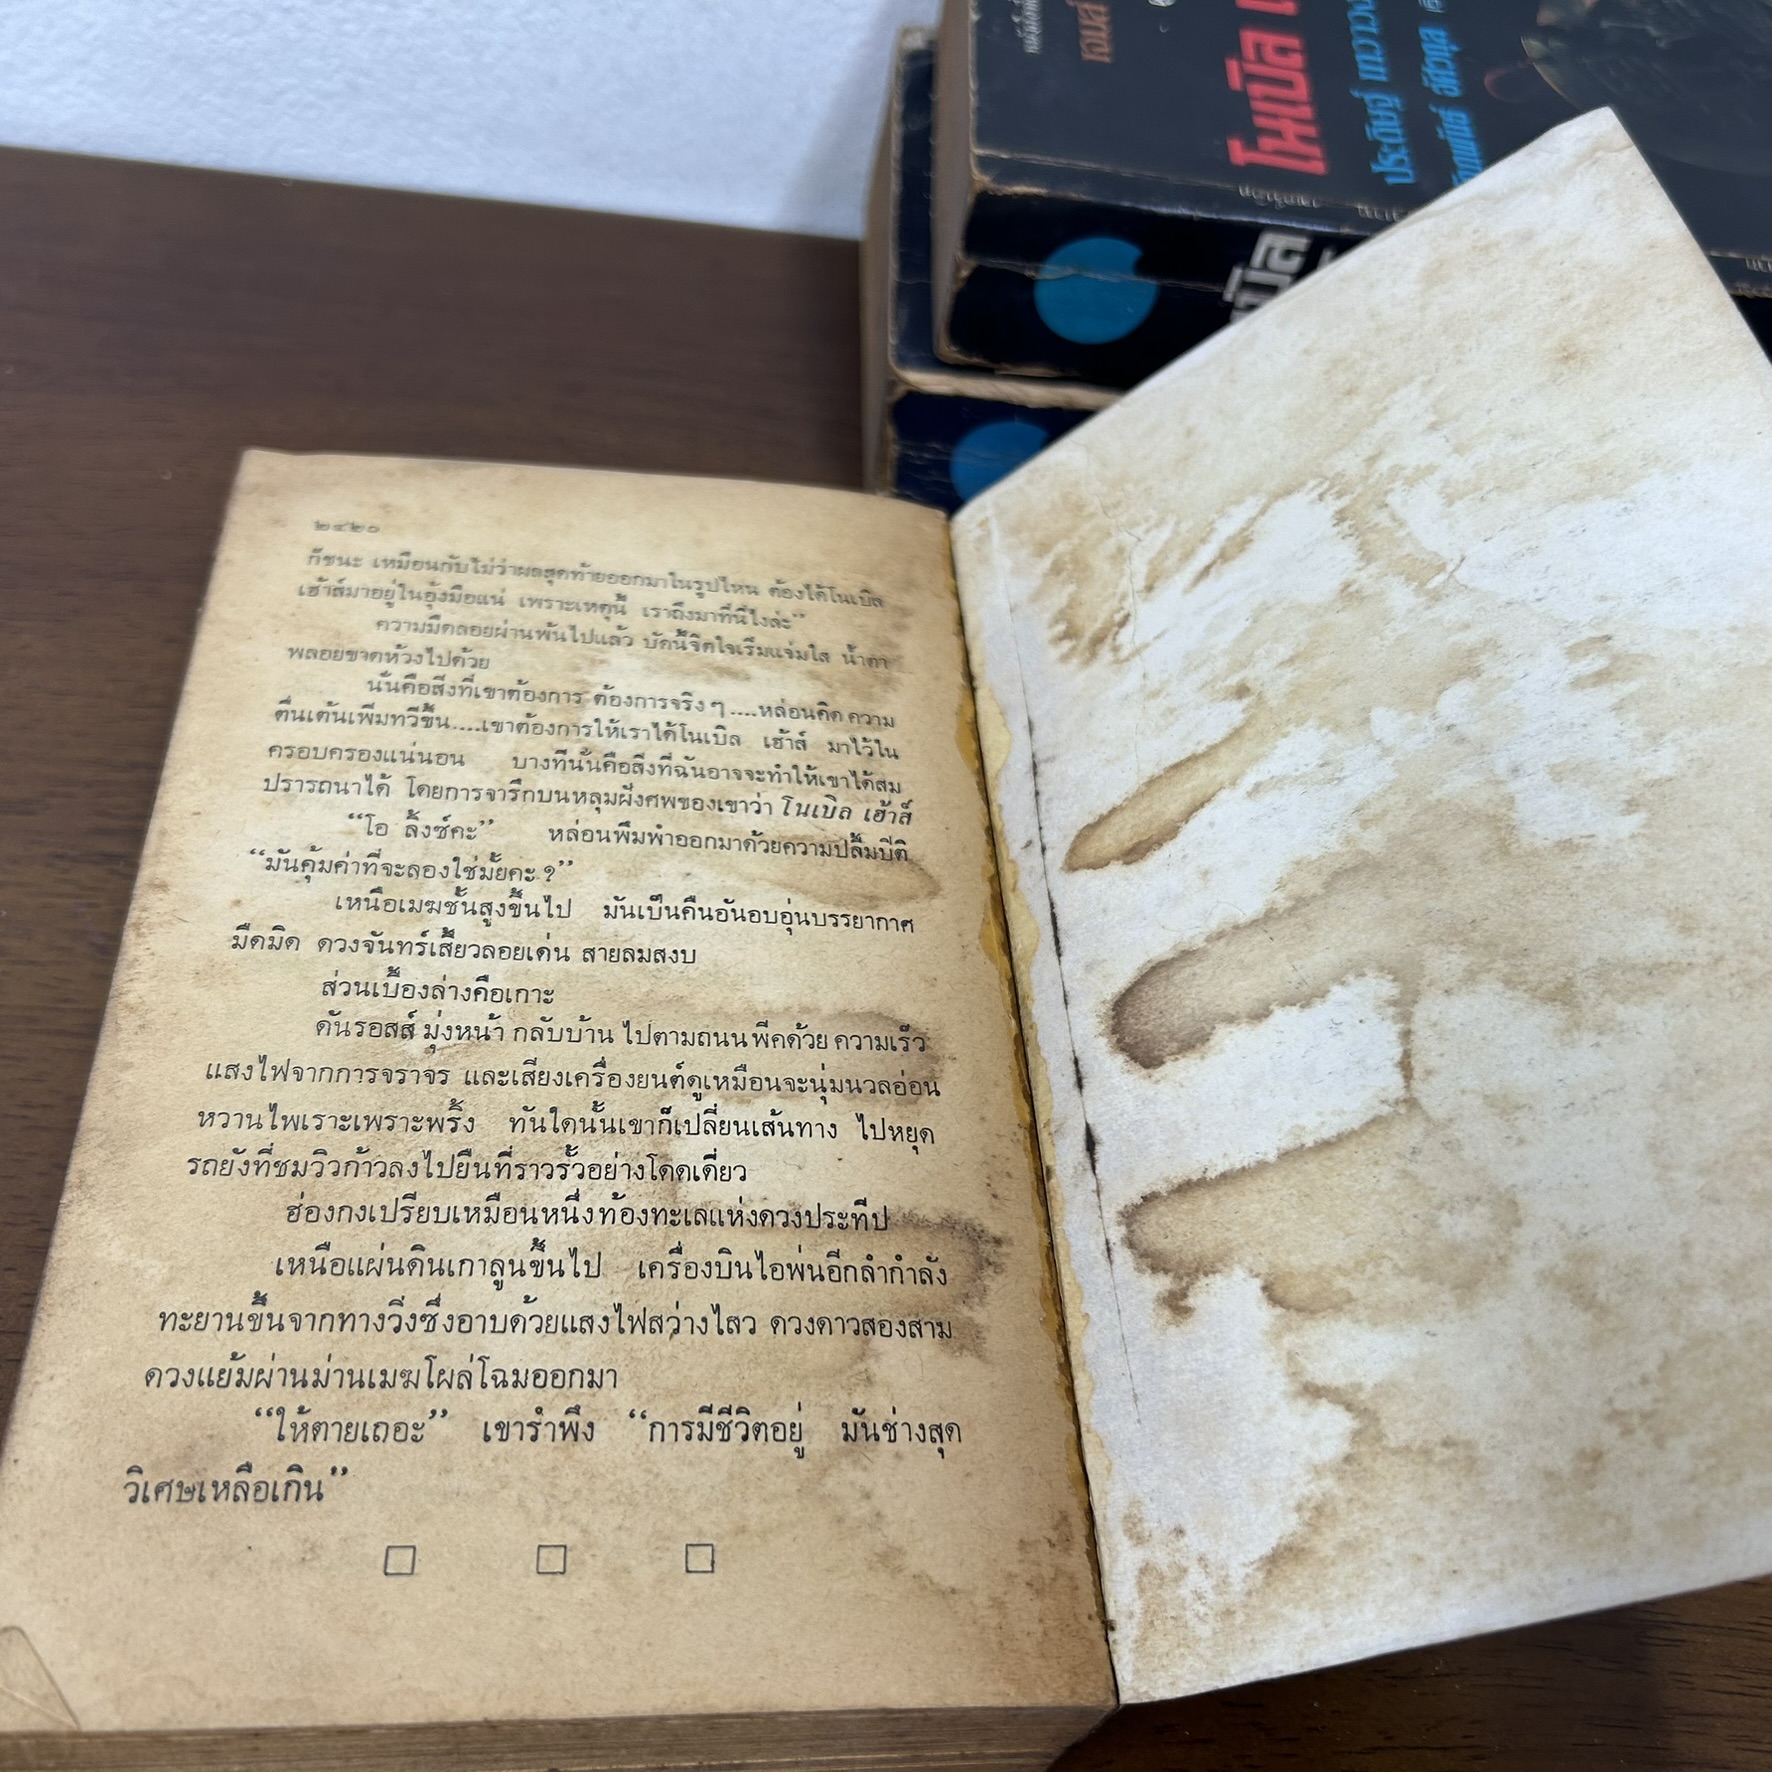 เจมส์
โนเบิล เ
ประดิษฐ์ เทวาวง
๒๔๒๐
ก็ชนะ เหมือนกับไม่ว่าผลสุดท้ายออกมาในรูปไหน ต้องได้โนเบิล
เฮ้าส์มาอยู่ในอุ้งมือแน่ เพราะเหตุนี้ เราถึงมาที่นี่ไงล่ะ”
ความมืดลอยผ่านพ้นไปแล้ว บัดนี้จิตใจเริ่มแจ่มใส น้ำตา
พลอยขาดห้วงไปด้วย
นั่นคือสิ่งที่เขาต้องการ ต้องการจริง ๆ ....หล่อนคิด ความ
ตื่นเต้นเพิ่มทวีขึ้น....เขาต้องการให้เราได้โนเบิล เฮ้าส์ มาไว้ใน
ครอบครองแน่นอน บางทีนั่นคือสิ่งที่ฉันอาจจะทำให้เขาได้สม
ปรารถนาได้ โดยการจารึกบนหลุมฝังศพของเขาว่า โนเบิล เฮ้าส์
“โอ ลิ้งซ์คะ” หล่อนพึมพำออกมาด้วยความปลื้มปีติ
“มันคุ้มค่าที่จะลองใช่มั้ยคะ ?”
เหนือเมฆชั้นสูงขึ้นไป มันเป็นคืนอันอบอุ่นบรรยากาศ
มืดมิด ดวงจันทร์เสี้ยวลอยเด่น สายลมสงบ
ส่วนเบื้องล่างคือเกาะ
ดันรอสส์ มุ่งหน้า กลับบ้าน ไปตามถนน พีคด้วย ความเร็ว
แสงไฟจากการจราจร และเสียงเครื่องยนต์ดูเหมือนจะนุ่มนวลอ่อน
หวานไพเราะเพราะพริ้ง ทันใดนั้นเขาก็เปลี่ยนเส้นทาง ไปหยุด
รถยังที่ชมวิวก้าวลงไปยืนที่ราวรั้วอย่างโดดเดี่ยว
ฮ่องกงเปรียบเหมือนหนึ่งท้องทะเลแห่งดวงประทีป
เหนือแผ่นดินเกาลูนขึ้นไป เครื่องบินไอพ่นอีกลำกำลัง
ทะยานขึ้นจากทางวิ่งซึ่งอาบด้วยแสงไฟสว่างไสว ดวงดาวสองสาม
ดวงแย้มผ่านม่านเมฆโผล่โฉมออกมา
“ให้ตายเถอะ” เขารำพึง “การมีชีวิตอยู่ มันช่างสุด
วิเศษเหลือเกิน”